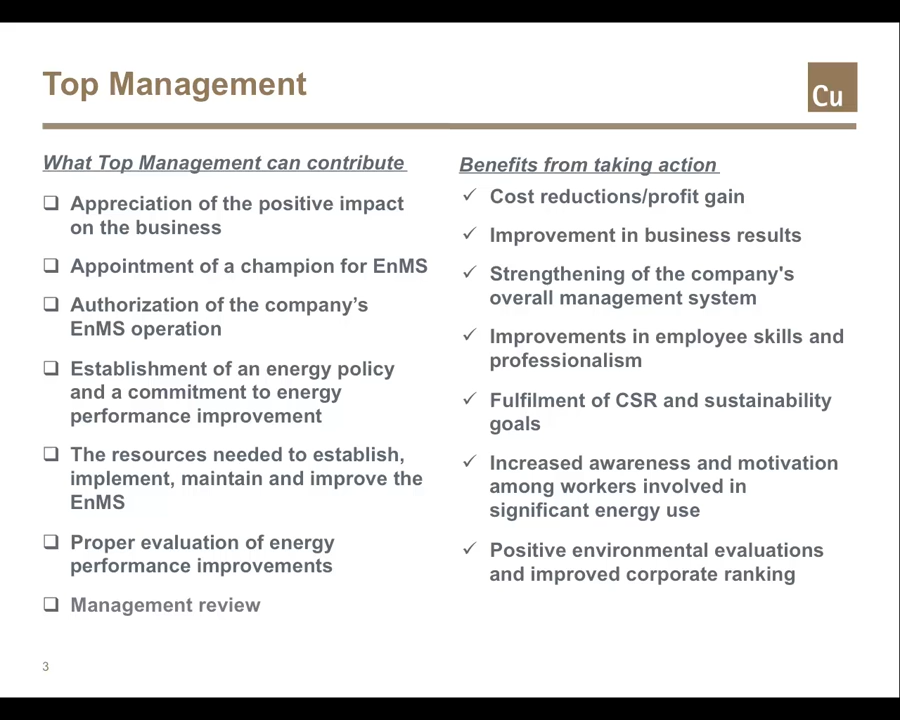 Top Management
Cu
What Top Management can contribute
❑ Appreciation of the positive impact
on the business
❑ Appointment of a champion for EnMS
❑ Authorization of the company’s
EnMS operation
❑ Establishment of an energy policy
and a commitment to energy
performance improvement
❑ The resources needed to establish,
implement, maintain and improve the
EnMS
❑ Proper evaluation of energy
performance improvements
❑ Management review
Benefits from taking action
✓ Cost reductions/profit gain
✓ Improvement in business results
✓ Strengthening of the company's
overall management system
✓ Improvements in employee skills and
professionalism
✓ Fulfilment of CSR and sustainability
goals
✓ Increased awareness and motivation
among workers involved in
significant energy use
✓ Positive environmental evaluations
and improved corporate ranking
3